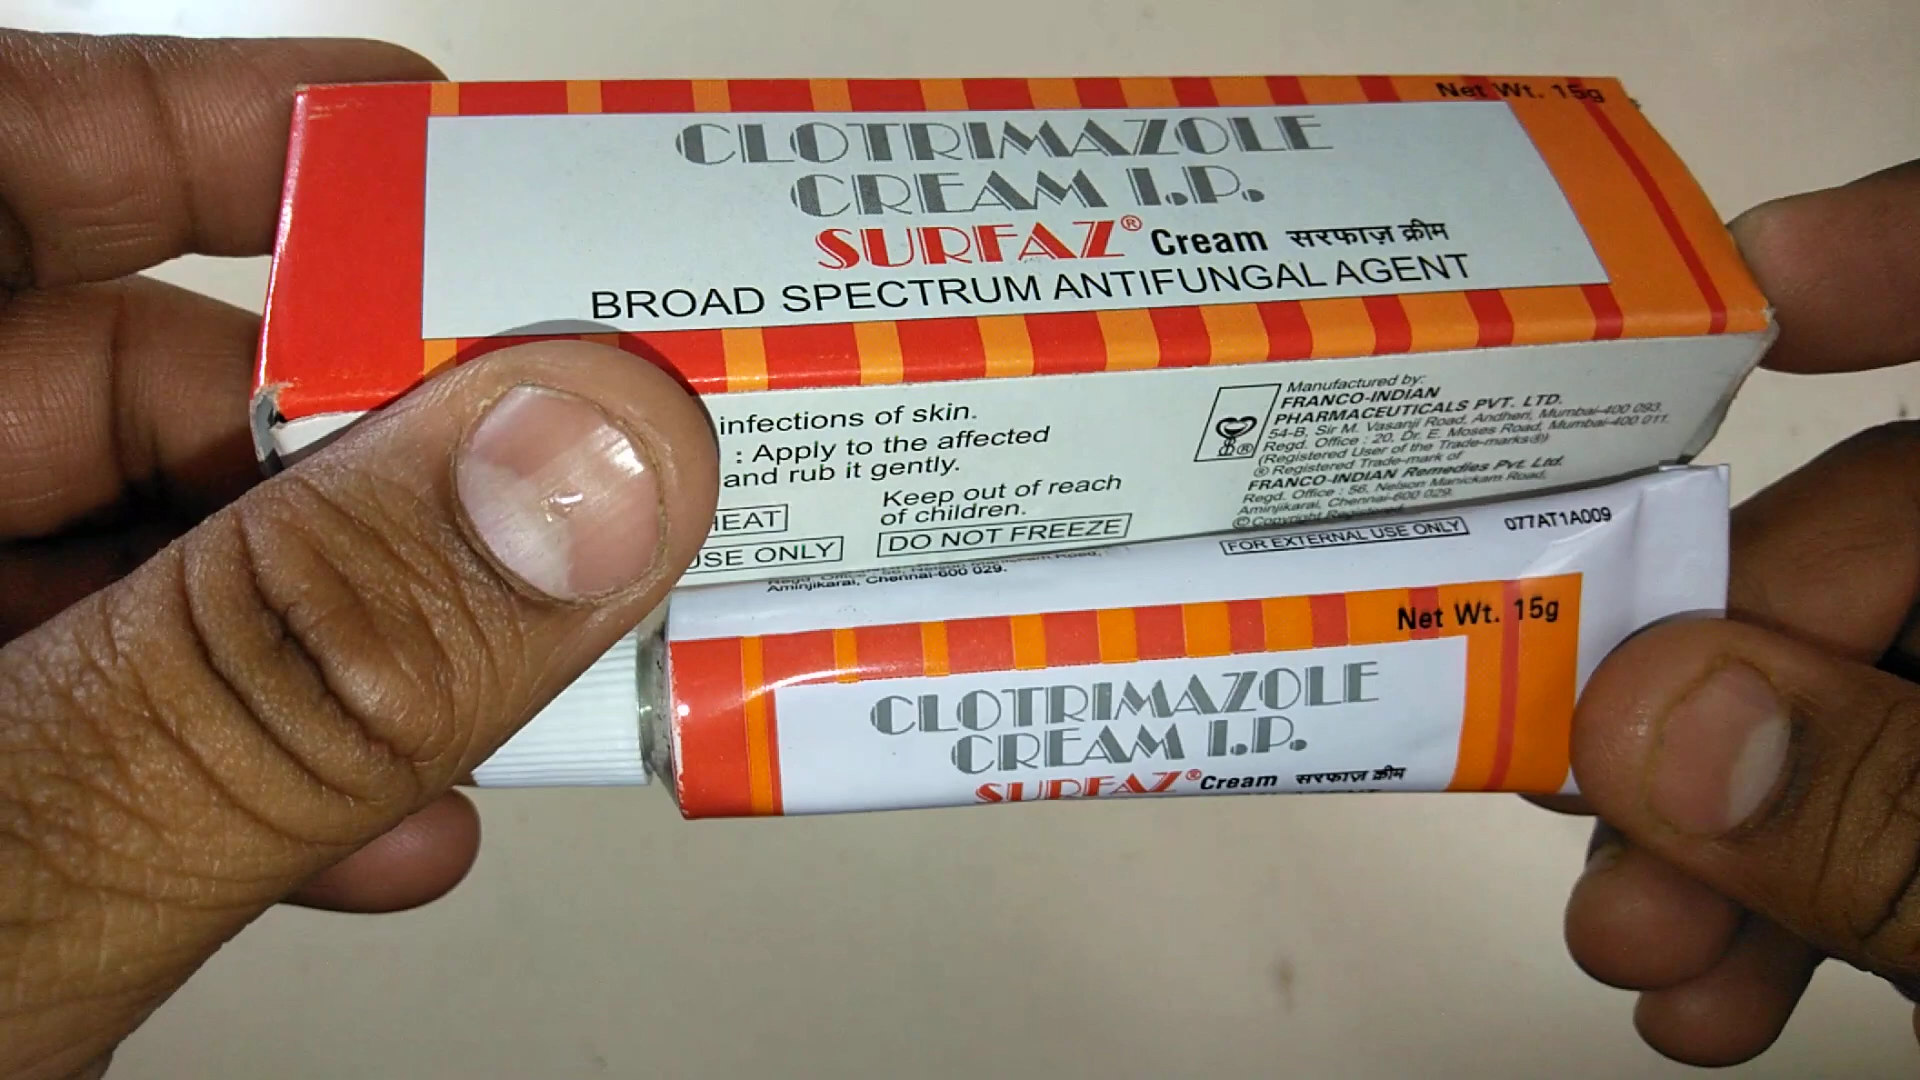 Net Wt. 15g
CLOTRIMAZOLE
CREAM I.P.
SURFAZ® Cream सरफाज़ क्रीम
BROAD SPECTRUM ANTIFUNGAL AGENT
infections of skin.
: Apply to the affected
and rub it gently.
HEAT
Keep out of reach
of children.
USE ONLY
DO NOT FREEZE
Manufactured by:
FRANCO-INDIAN
PHARMACEUTICALS PVT. LTD.
54-B, Sir M. Vasanji Road, Andheri, Mumbai-400 093.
Regd. Office : 20, Dr. E. Moses Road, Mumbai-400 011.
(Registered User of the Trade-marks®)
® Registered Trade-mark of
FRANCO-INDIAN Remedies Pvt. Ltd.
Regd. Office : 56, Nelson Manickam Road,
Aminjikarai, Chennai-600 029.
© Copyright Registered
Aminjikarai, Chennai-600 029.
FOR EXTERNAL USE ONLY
077AT1A009
Net Wt. 15g
CLOTRIMAZOLE
CREAM I.P.
SURFAZ® Cream सरफाज़ क्रीम